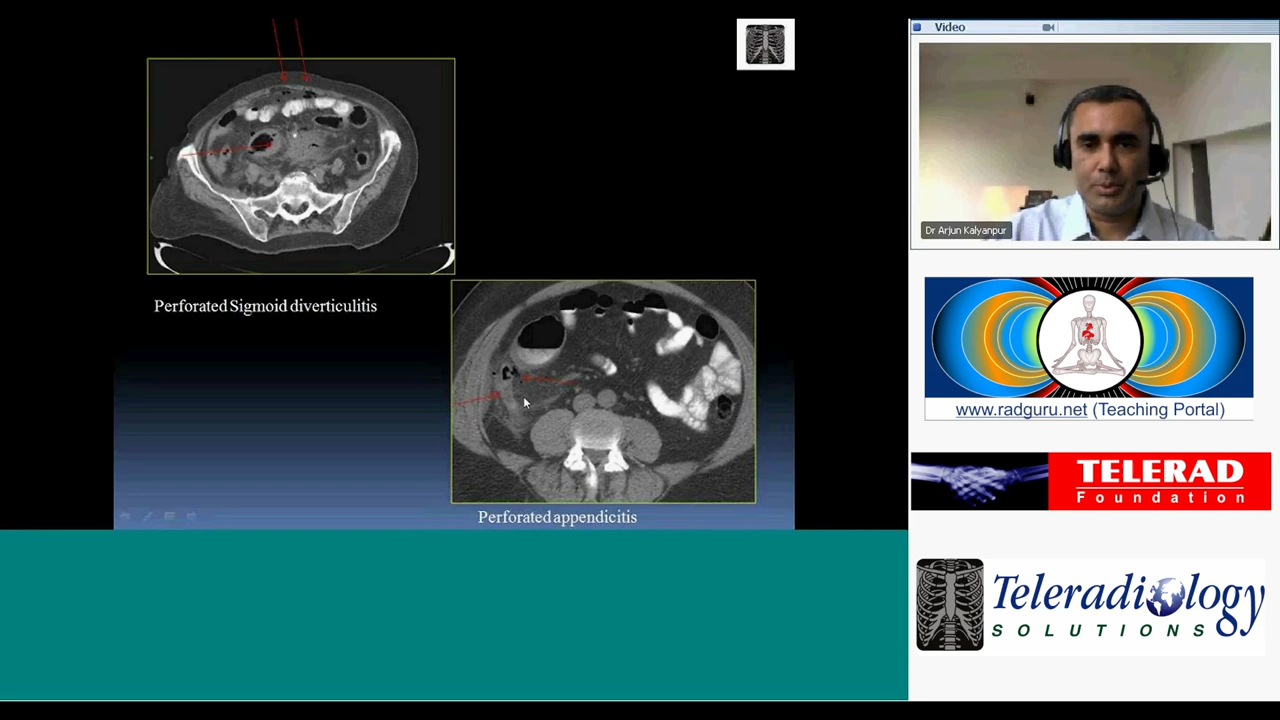 Video
Dr Arjun Kalyanpur
Perforated Sigmoid diverticulitis
Perforated appendicitis
www.radguru.net (Teaching Portal)
TELERAD
Foundation
Teleradiology
SOLUTIONS